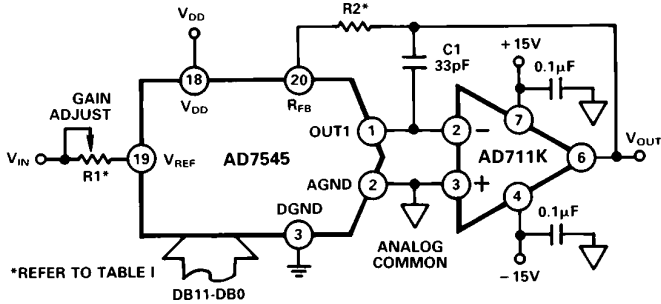 R2*
VDD
C1
33pF
+15V
0.1µF
18
20
VDD
RFB
GAIN
ADJUST
OUT1
1
2
−
7
VIN
R1*
19
VREF
AD7545
AD711K
6
VOUT
AGND
2
3
+
DGND
3
4
0.1µF
ANALOG
COMMON
−15V
*REFER TO TABLE I
DB11-DB0